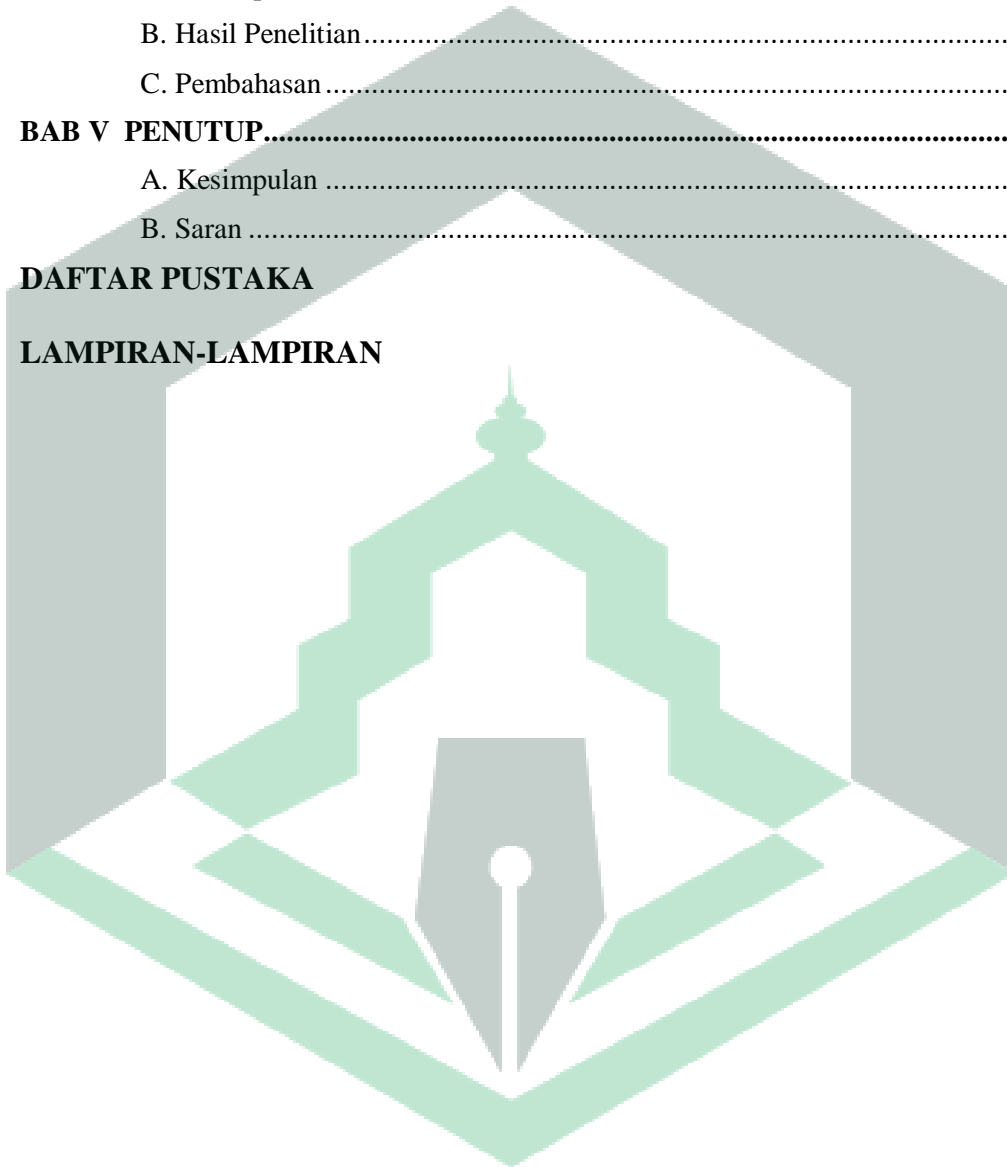 B. Hasil Penelitian........................................................................................
C. Pembahasan.............................................................................................
BAB V PENUTUP.....................................................................................................
A. Kesimpulan .............................................................................................
B. Saran .......................................................................................................
DAFTAR PUSTAKA
LAMPIRAN-LAMPIRAN